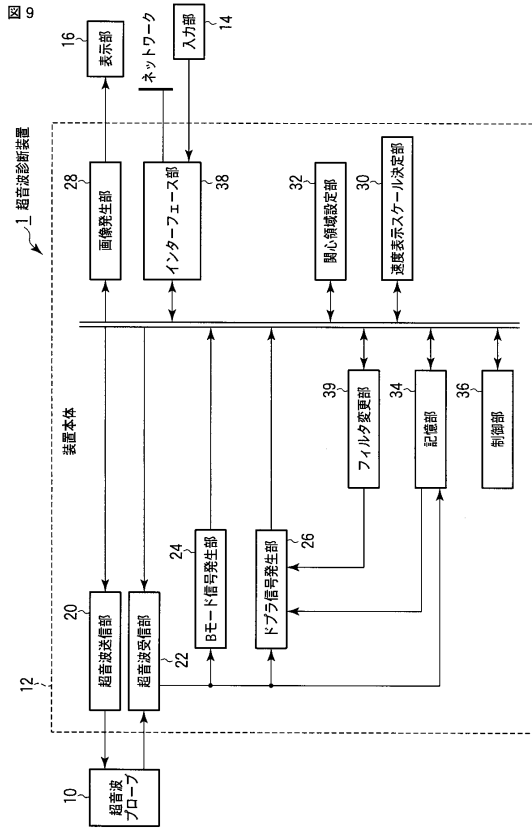 図9
1 超音波診断装置
12
装置本体
10
超音波
プローブ
20
超音波送信部
超音波受信部
22
24
Bモード信号発生部
ドプラ信号発生部
26
39
フィルタ変更部
34
記憶部
36
制御部
28
画像発生部
インターフェース部
38
32
関心領域設定部
30
速度表示スケール決定部
16
表示部
ネットワーク
入力部
14